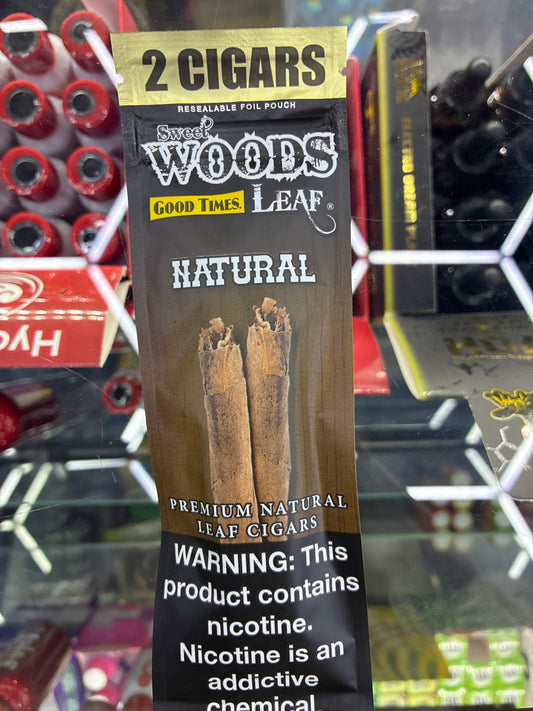 2 CIGARS
RESEALABLE FOIL POUCH
Sweet
WOODS
GOOD TIMES. LEAF®
NATURAL
PREMIUM NATURAL
LEAF CIGARS
WARNING: This
product contains
nicotine.
Nicotine is an
addictive
chemical
Hyd